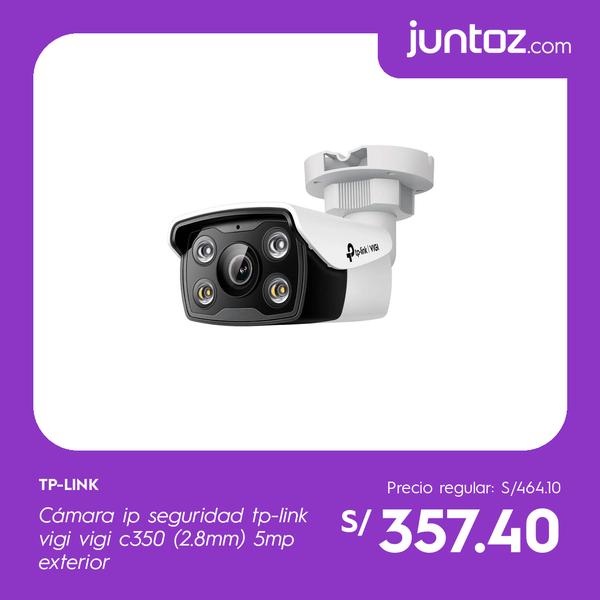 juntoz.com
tp-link | VIGI
TP-LINK
Cámara ip seguridad tp-link
vigi vigi c350 (2.8mm) 5mp
exterior
Precio regular: S/464.10
S/ 357.40